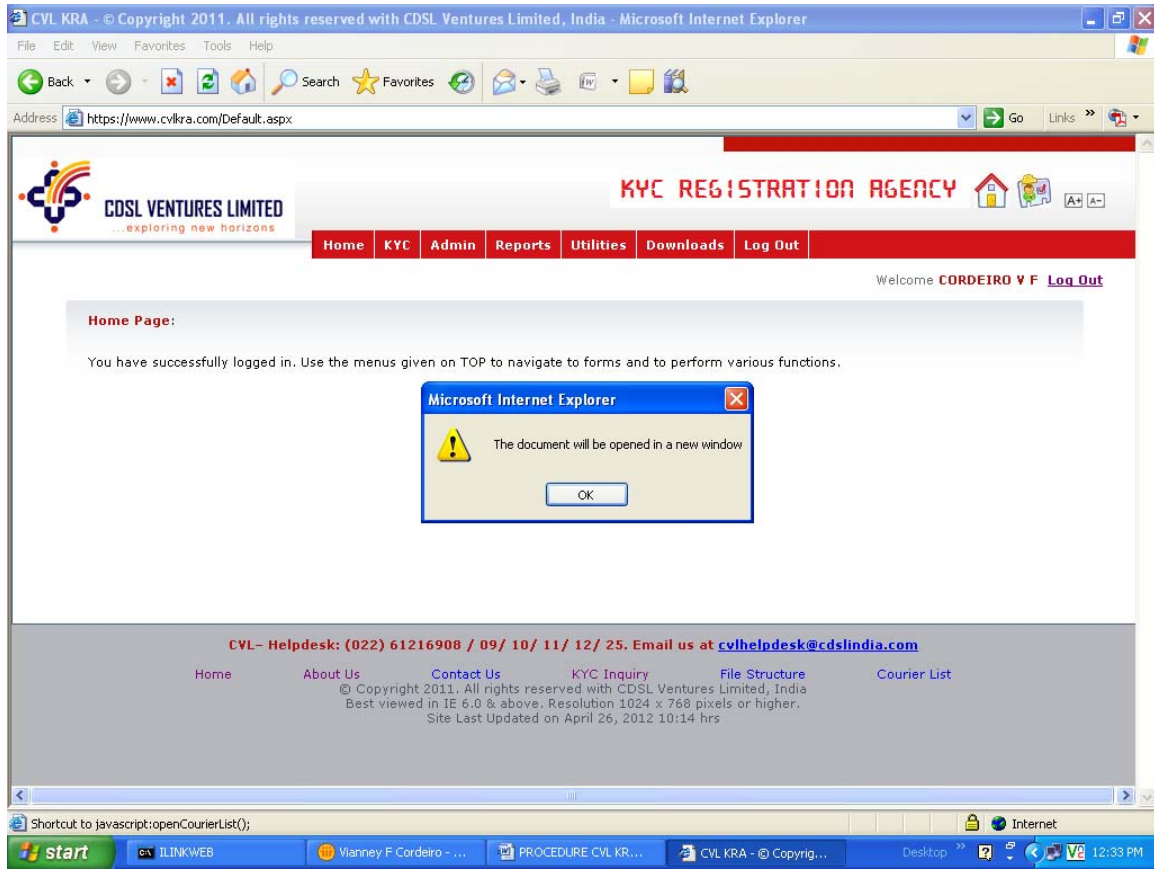 CVL KRA - © Copyright 2011. All rights reserved with CDSL Ventures Limited, India - Microsoft Internet Explorer
File Edit View Favorites Tools Help
Back Search Favorites
Address https://www.cvlkra.com/Default.aspx Go Links »
CDSL VENTURES LIMITED
...exploring new horizons
KYC REGISTRATION AGENCY A+ A-
Home KYC Admin Reports Utilities Downloads Log Out
Welcome CORDEIRO V F Log Out
Home Page:
You have successfully logged in. Use the menus given on TOP to navigate to forms and to perform various functions.
Microsoft Internet Explorer
The document will be opened in a new window
OK
CVL- Helpdesk: (022) 61216908 / 09/ 10/ 11/ 12/ 25. Email us at cvlhelpdesk@cdslindia.com
Home About Us Contact Us KYC Inquiry File Structure Courier List
© Copyright 2011. All rights reserved with CDSL Ventures Limited, India
Best viewed in IE 6.0 & above. Resolution 1024 x 768 pixels or higher.
Site Last Updated on April 26, 2012 10:14 hrs
Shortcut to javascript:openCourierList(); Internet
start ILINKWEB Vianney F Cordeiro - ... PROCEDURE CVL KR... CVL KRA - © Copyrig... Desktop » 12:33 PM